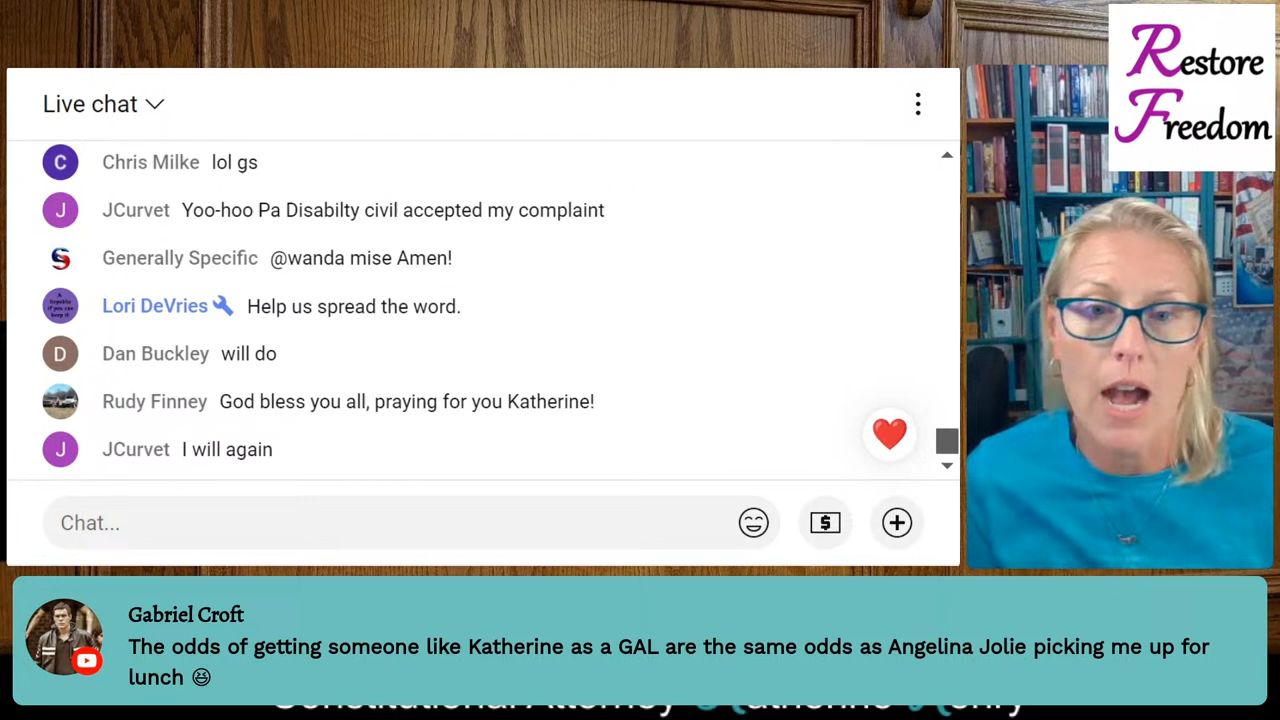 Restore
Freedom
Live chat
C Chris Milke lol gs
J JCurvet Yoo-hoo Pa Disabilty civil accepted my complaint
S Generally Specific @wanda mise Amen!
Lori DeVries Help us spread the word.
D Dan Buckley will do
Rudy Finney God bless you all, praying for you Katherine!
J JCurvet I will again
Chat...
$
Gabriel Croft
The odds of getting someone like Katherine as a GAL are the same odds as Angelina Jolie picking me up for
lunch 😆